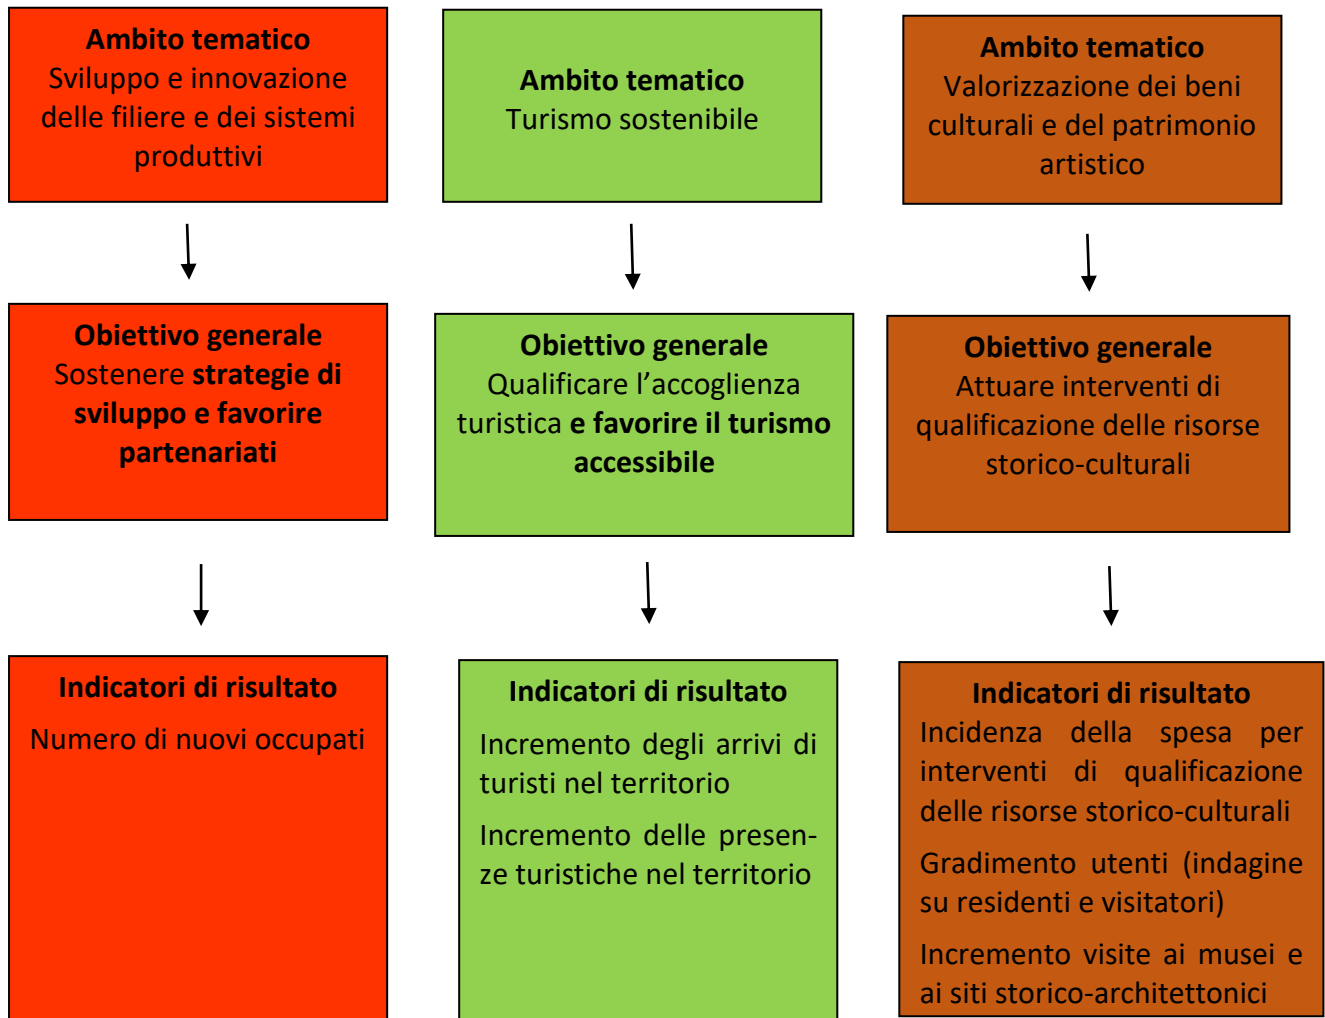 Ambito tematico
Sviluppo e innovazione
delle filiere e dei sistemi
produttivi
Ambito tematico
Turismo sostenibile
Ambito tematico
Valorizzazione dei beni
culturali e del patrimonio
artistico
Obiettivo generale
Sostenere strategie di
sviluppo e favorire
partenariati
Obiettivo generale
Qualificare l’accoglienza
turistica e favorire il turismo
accessibile
Obiettivo generale
Attuare interventi di
qualificazione delle risorse
storico-culturali
Indicatori di risultato
Numero di nuovi occupati
Indicatori di risultato
Incremento degli arrivi di
turisti nel territorio
Incremento delle presen-
ze turistiche nel territorio
Indicatori di risultato
Incidenza della spesa per
interventi di qualificazione
delle risorse storico-culturali
Gradimento utenti (indagine
su residenti e visitatori)
Incremento visite ai musei e
ai siti storico-architettonici